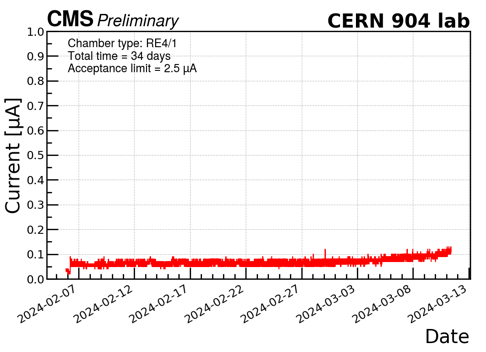 CMS Preliminary
CERN 904 lab
Chamber type: RE4/1
Total time = 34 days
Acceptance limit = 2.5 μA
Current [μA]
1.0
0.9
0.8
0.7
0.6
0.5
0.4
0.3
0.2
0.1
0.0
2024-02-07
2024-02-12
2024-02-17
2024-02-22
2024-02-27
2024-03-03
2024-03-08
2024-03-13
Date